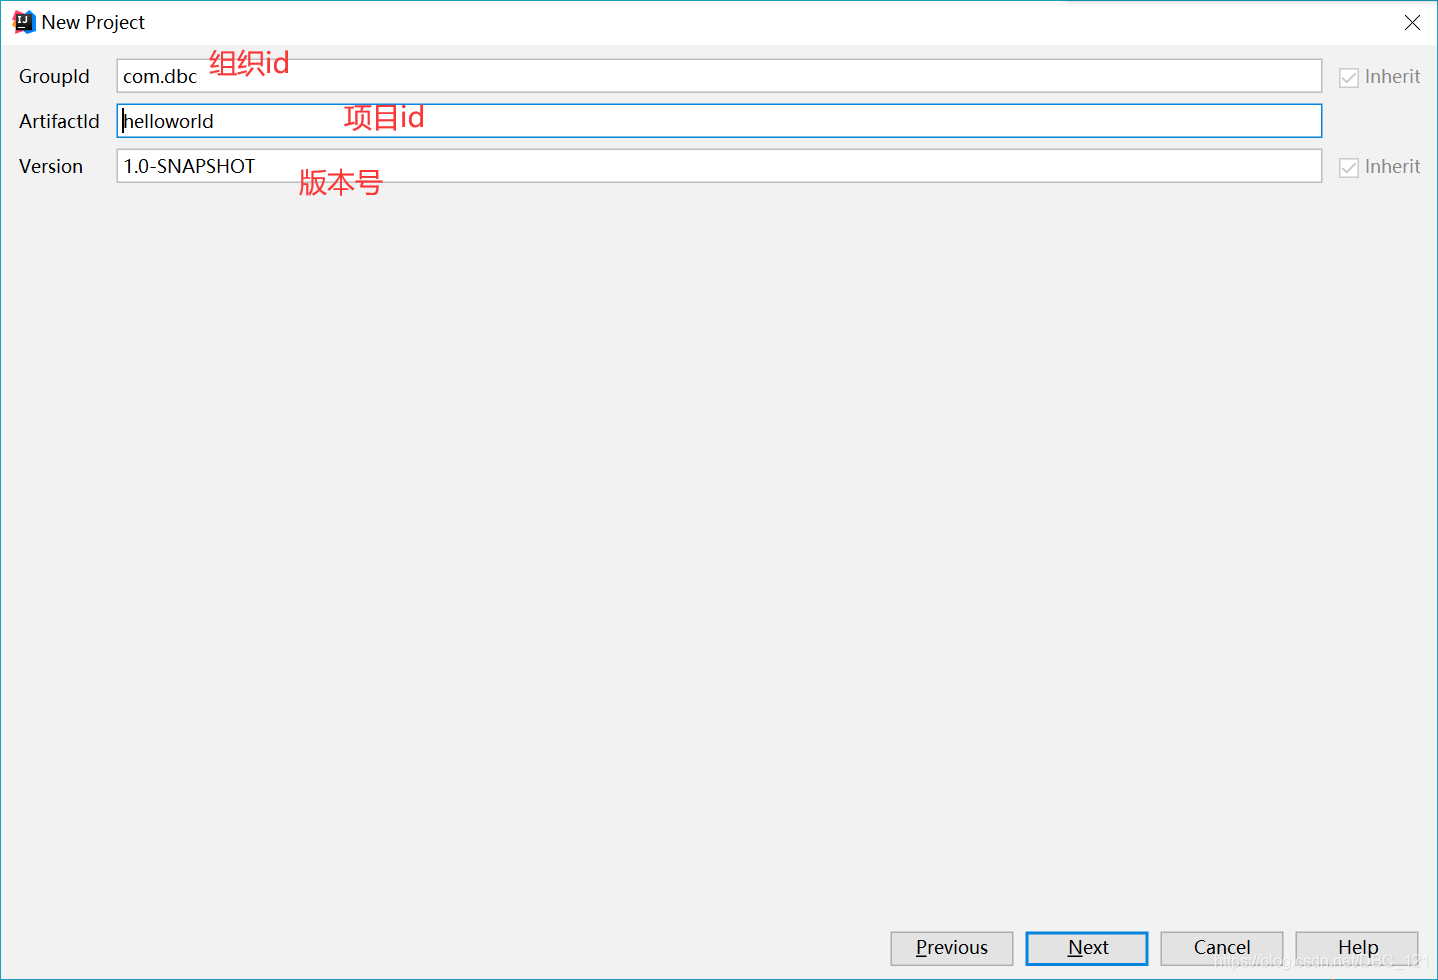 New Project
GroupId com.dbc 组织id Inherit
ArtifactId helloworld 项目id
Version 1.0-SNAPSHOT 版本号 Inherit
Previous Next Cancel Help
https://blog.csdn.net/DBC_121